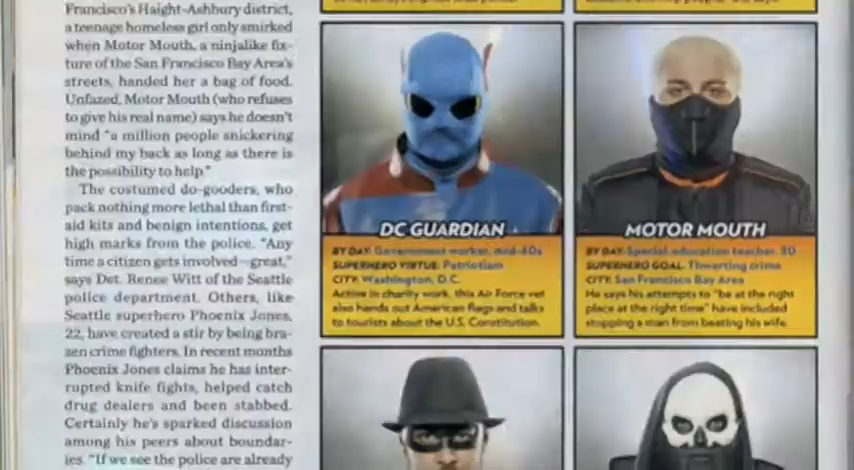 Francisco's Haight-Ashbury district,
a teenage homeless girl only smirked
when Motor Mouth, a ninjalike fix-
ture of the San Francisco Bay Area's
streets, handed her a bag of food.
Unfazed, Motor Mouth (who refuses
to give his real name) says he doesn't
mind "a million people snickering
behind my back as long as there is
the possibility to help."
The costumed do-gooders, who
pack nothing more lethal than first-
aid kits and benign intentions, get
high marks from the police. "Any
time a citizen gets involved—great,"
says Det. Renee Witt of the Seattle
police department. Others, like
Seattle superhero Phoenix Jones,
22, have created a stir by being bra-
zen crime fighters. In recent months
Phoenix Jones claims he has inter-
rupted knife fights, helped catch
drug dealers and been stabbed.
Certainly he's sparked discussion
among his peers about boundar-
ies. "If we see the police are already
DC GUARDIAN
BY DAY: Government worker, mid-40s
SUPERHERO VIRTUE: Patriotism
CITY: Washington, D.C.
Active in charity work, this Air Force vet
also hands out American flags and talks
to tourists about the U.S. Constitution.
MOTOR MOUTH
BY DAY: Special education teacher, 30
SUPERHERO GOAL: Thwarting crime
CITY: San Francisco Bay Area
He says his attempts to "be at the right
place at the right time" have included
stopping a man from beating his wife.